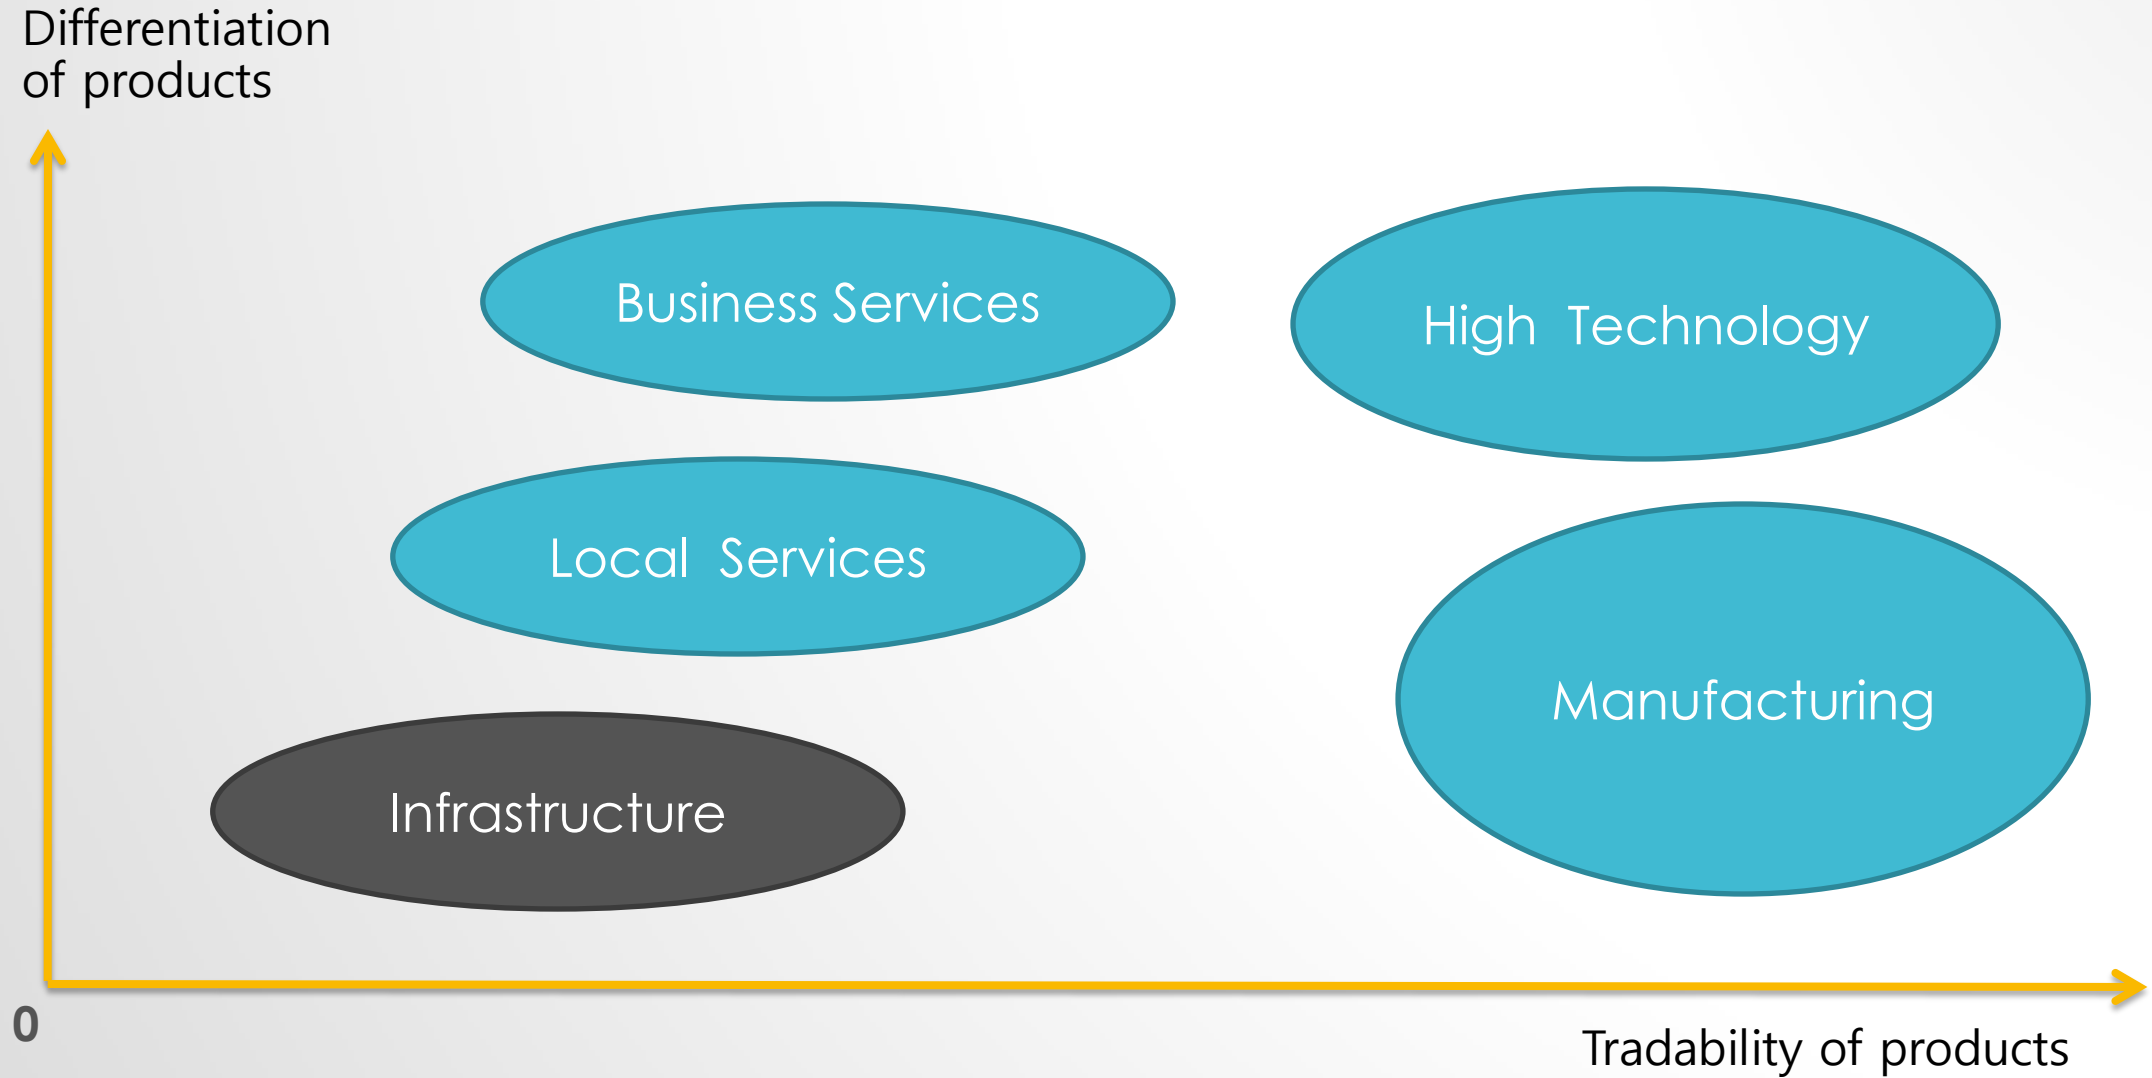 Differentiation
of products
Business Services
High Technology
Local Services
Manufacturing
Infrastructure
0
Tradability of products